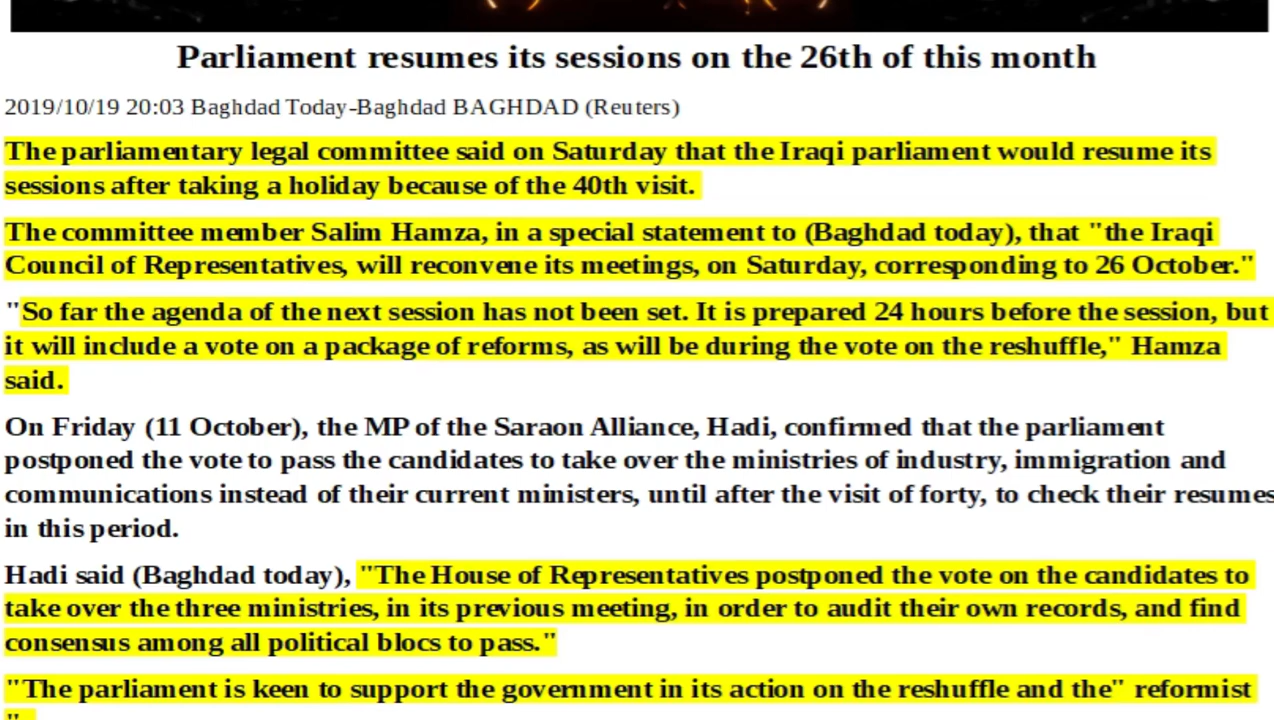 Parliament resumes its sessions on the 26th of this month
2019/10/19 20:03 Baghdad Today-Baghdad BAGHDAD (Reuters)
The parliamentary legal committee said on Saturday that the Iraqi parliament would resume its
sessions after taking a holiday because of the 40th visit.
The committee member Salim Hamza, in a special statement to (Baghdad today), that "the Iraqi
Council of Representatives, will reconvene its meetings, on Saturday, corresponding to 26 October."
"So far the agenda of the next session has not been set. It is prepared 24 hours before the session, but
it will include a vote on a package of reforms, as will be during the vote on the reshuffle," Hamza
said.
On Friday (11 October), the MP of the Saraon Alliance, Hadi, confirmed that the parliament
postponed the vote to pass the candidates to take over the ministries of industry, immigration and
communications instead of their current ministers, until after the visit of forty, to check their resumes
in this period.
Hadi said (Baghdad today), "The House of Representatives postponed the vote on the candidates to
take over the three ministries, in its previous meeting, in order to audit their own records, and find
consensus among all political blocs to pass."
"The parliament is keen to support the government in its action on the reshuffle and the" reformist